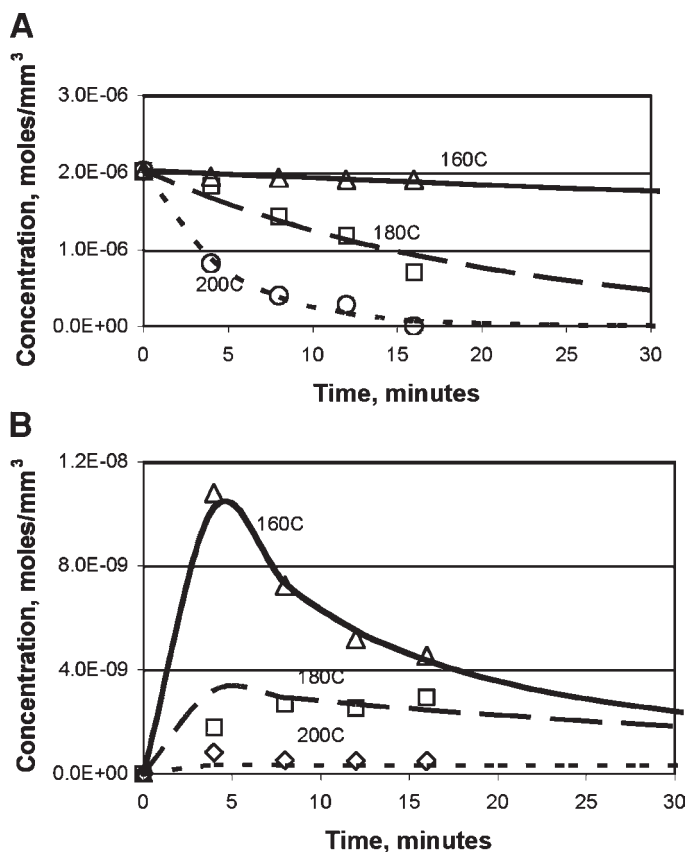 A
Concentration, moles/mm³
3.0E-06
2.0E-06
1.0E-06
0.0E+00
160C
180C
200C
0 5 10 15 20 25 30
Time, minutes
B
Concentration, moles/mm³
1.2E-08
8.0E-09
4.0E-09
0.0E+00
160C
180C
200C
0 5 10 15 20 25 30
Time, minutes